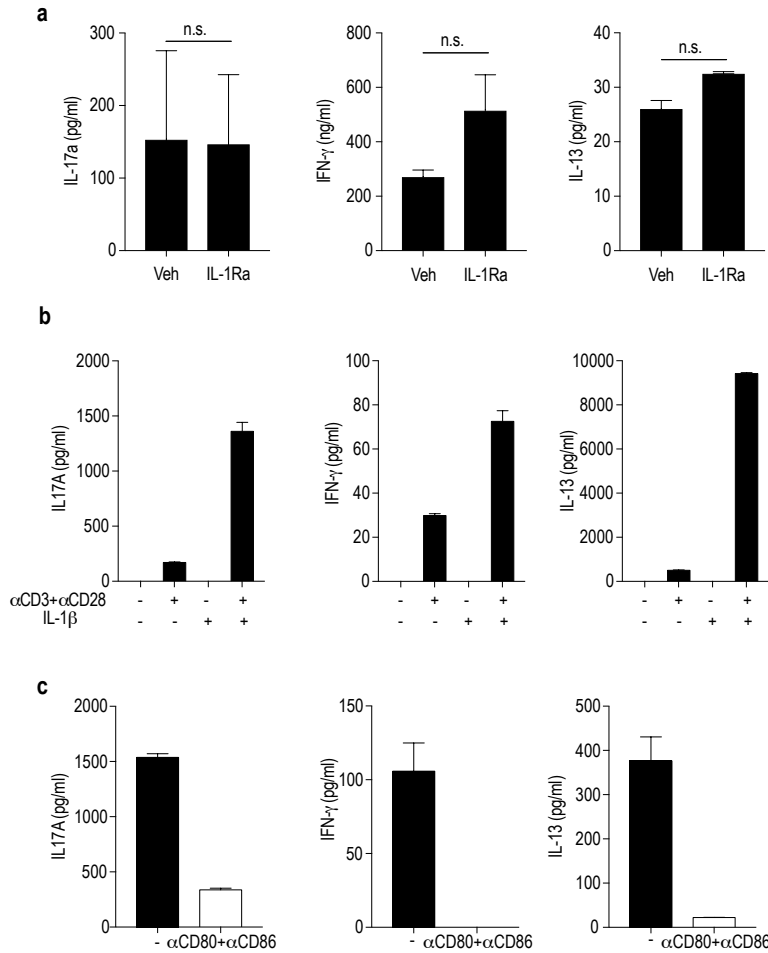 a
n.s.
n.s.
n.s.
IL-17a (pg/ml)
300
200
100
0
Veh IL-1Ra
IFN-γ (ng/ml)
800
600
400
200
0
Veh IL-1Ra
IL-13 (pg/ml)
40
30
20
10
0
Veh IL-1Ra
b
IL17A (pg/ml)
2000
1500
1000
500
0
IFN-γ (pg/ml)
100
80
60
40
20
0
IL-13 (pg/ml)
10000
8000
6000
4000
2000
0
αCD3+αCD28 - + - + - + - + - + - +
IL-1β - - + + - - + + - - + +
c
IL17A (pg/ml)
2000
1500
1000
500
0
- αCD80+αCD86
IFN-γ (pg/ml)
150
100
50
0
- αCD80+αCD86
IL-13 (pg/ml)
500
400
300
200
100
0
- αCD80+αCD86